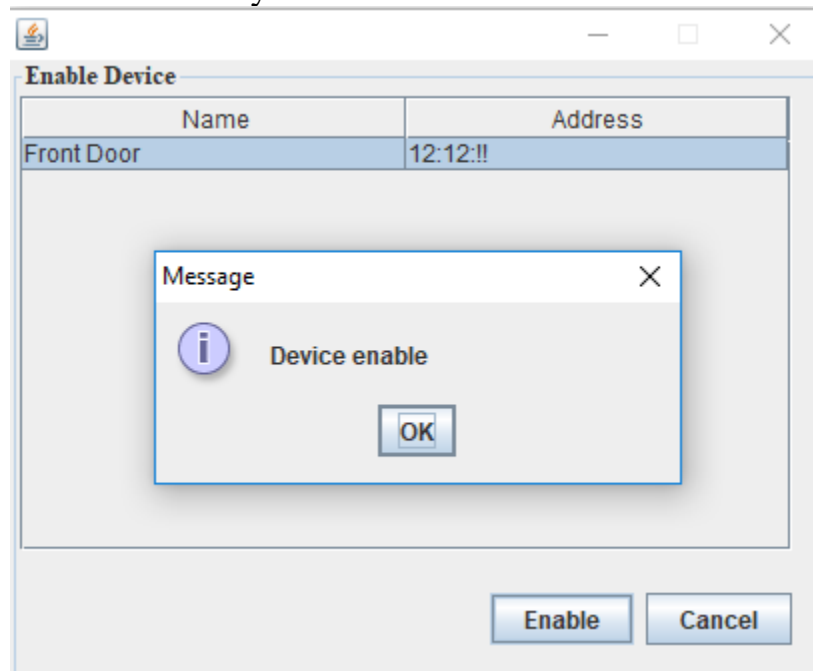 Enable Device
Name Address
Front Door 12:12:!!
Message
Device enable
OK
Enable Cancel